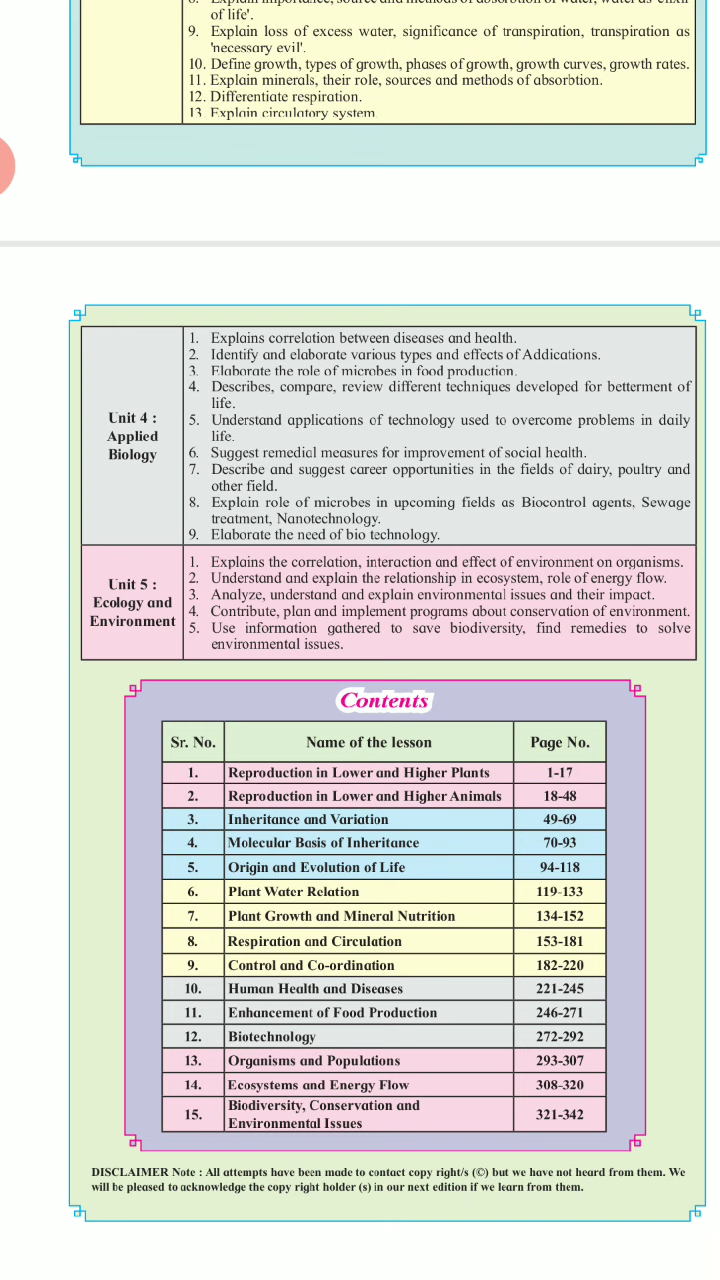 8. Explain importance, source and methods of absorption of water, water as 'elixir
of life'.
9. Explain loss of excess water, significance of transpiration, transpiration as
'necessary evil'.
10. Define growth, types of growth, phases of growth, growth curves, growth rates.
11. Explain minerals, their role, sources and methods of absorbtion.
12. Differentiate respiration.
13. Explain circulatory system
Unit 4 :
Applied
Biology
1. Explains correlation between diseases and health.
2. Identify and elaborate various types and effects of Addications.
3. Elaborate the role of microbes in food production.
4. Describes, compare, review different techniques developed for betterment of
life.
5. Understand applications of technology used to overcome problems in daily
life.
6. Suggest remedial measures for improvement of social health.
7. Describe and suggest career opportunities in the fields of dairy, poultry and
other field.
8. Explain role of microbes in upcoming fields as Biocontrol agents, Sewage
treatment, Nanotechnology.
9. Elaborate the need of bio technology.
Unit 5 :
Ecology and
Environment
1. Explains the correlation, interaction and effect of environment on organisms.
2. Understand and explain the relationship in ecosystem, role of energy flow.
3. Analyze, understand and explain environmental issues and their impact.
4. Contribute, plan and implement programs about conservation of environment.
5. Use information gathered to save biodiversity, find remedies to solve
environmental issues.
Contents
Sr. No. Name of the lesson Page No.
1. Reproduction in Lower and Higher Plants 1-17
2. Reproduction in Lower and Higher Animals 18-48
3. Inheritance and Variation 49-69
4. Molecular Basis of Inheritance 70-93
5. Origin and Evolution of Life 94-118
6. Plant Water Relation 119-133
7. Plant Growth and Mineral Nutrition 134-152
8. Respiration and Circulation 153-181
9. Control and Co-ordination 182-220
10. Human Health and Diseases 221-245
11. Enhancement of Food Production 246-271
12. Biotechnology 272-292
13. Organisms and Populations 293-307
14. Ecosystems and Energy Flow 308-320
15. Biodiversity, Conservation and
Environmental Issues 321-342
DISCLAIMER Note : All attempts have been made to contact copy right/s (©) but we have not heard from them. We
will be pleased to acknowledge the copy right holder (s) in our next edition if we learn from them.